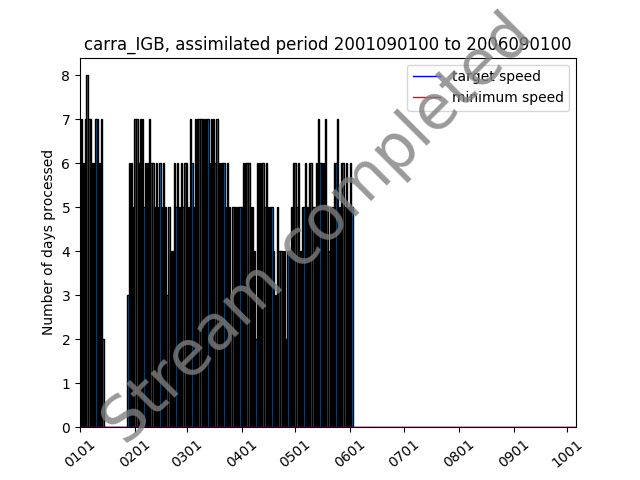 carra_IGB, assimilated period 2001090100 to 2006090100
target speed
minimum speed
Number of days processed
8
7
6
5
4
3
2
1
0
0101 0201 0301 0401 0501 0601 0701 0801 0901 1001
Stream completed